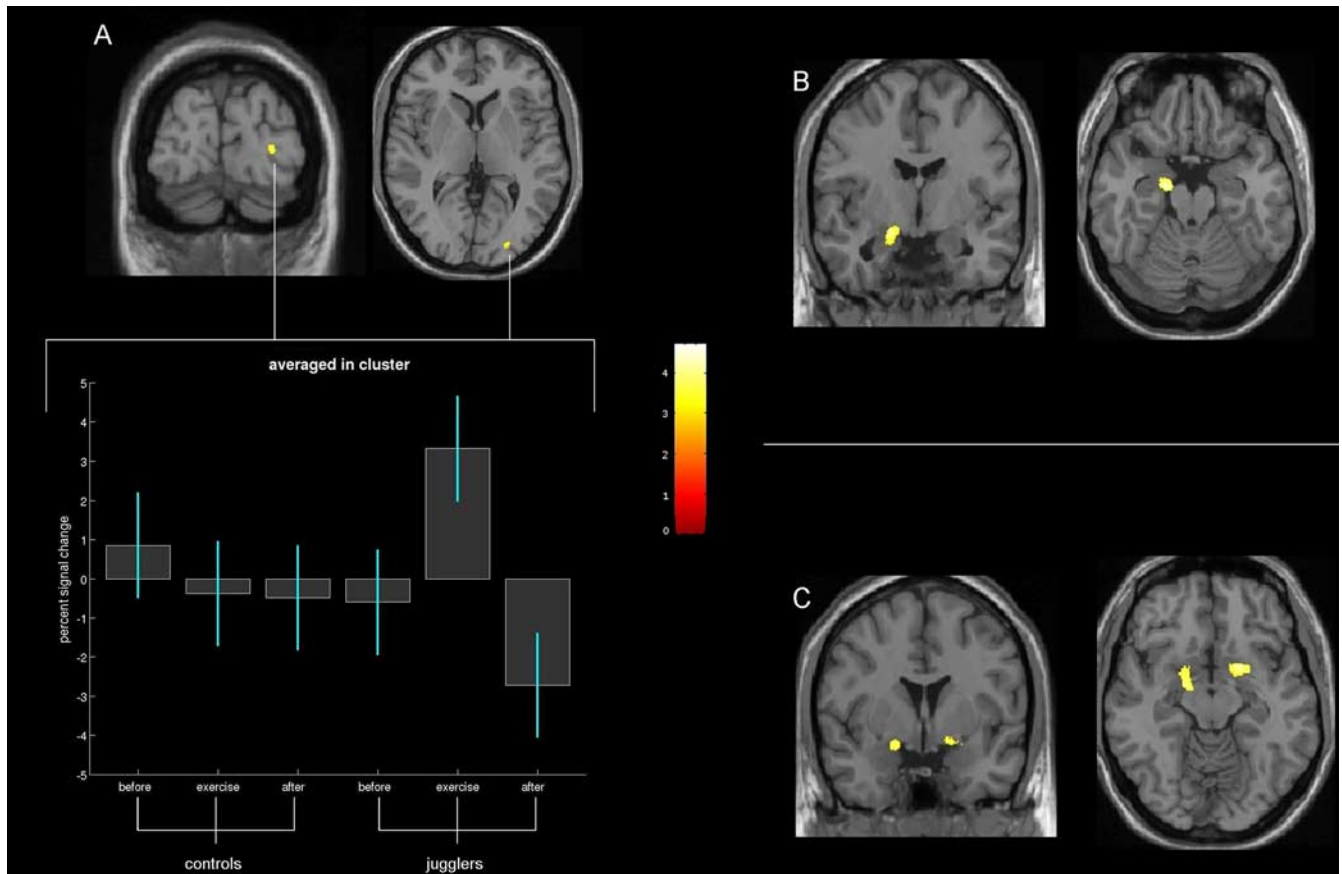 A
B
averaged in cluster
5
4
3
2
1
0
-1
-2
-3
-4
-5
percent signal change
before exercise after before exercise after
controls jugglers
4
3
2
1
0
C